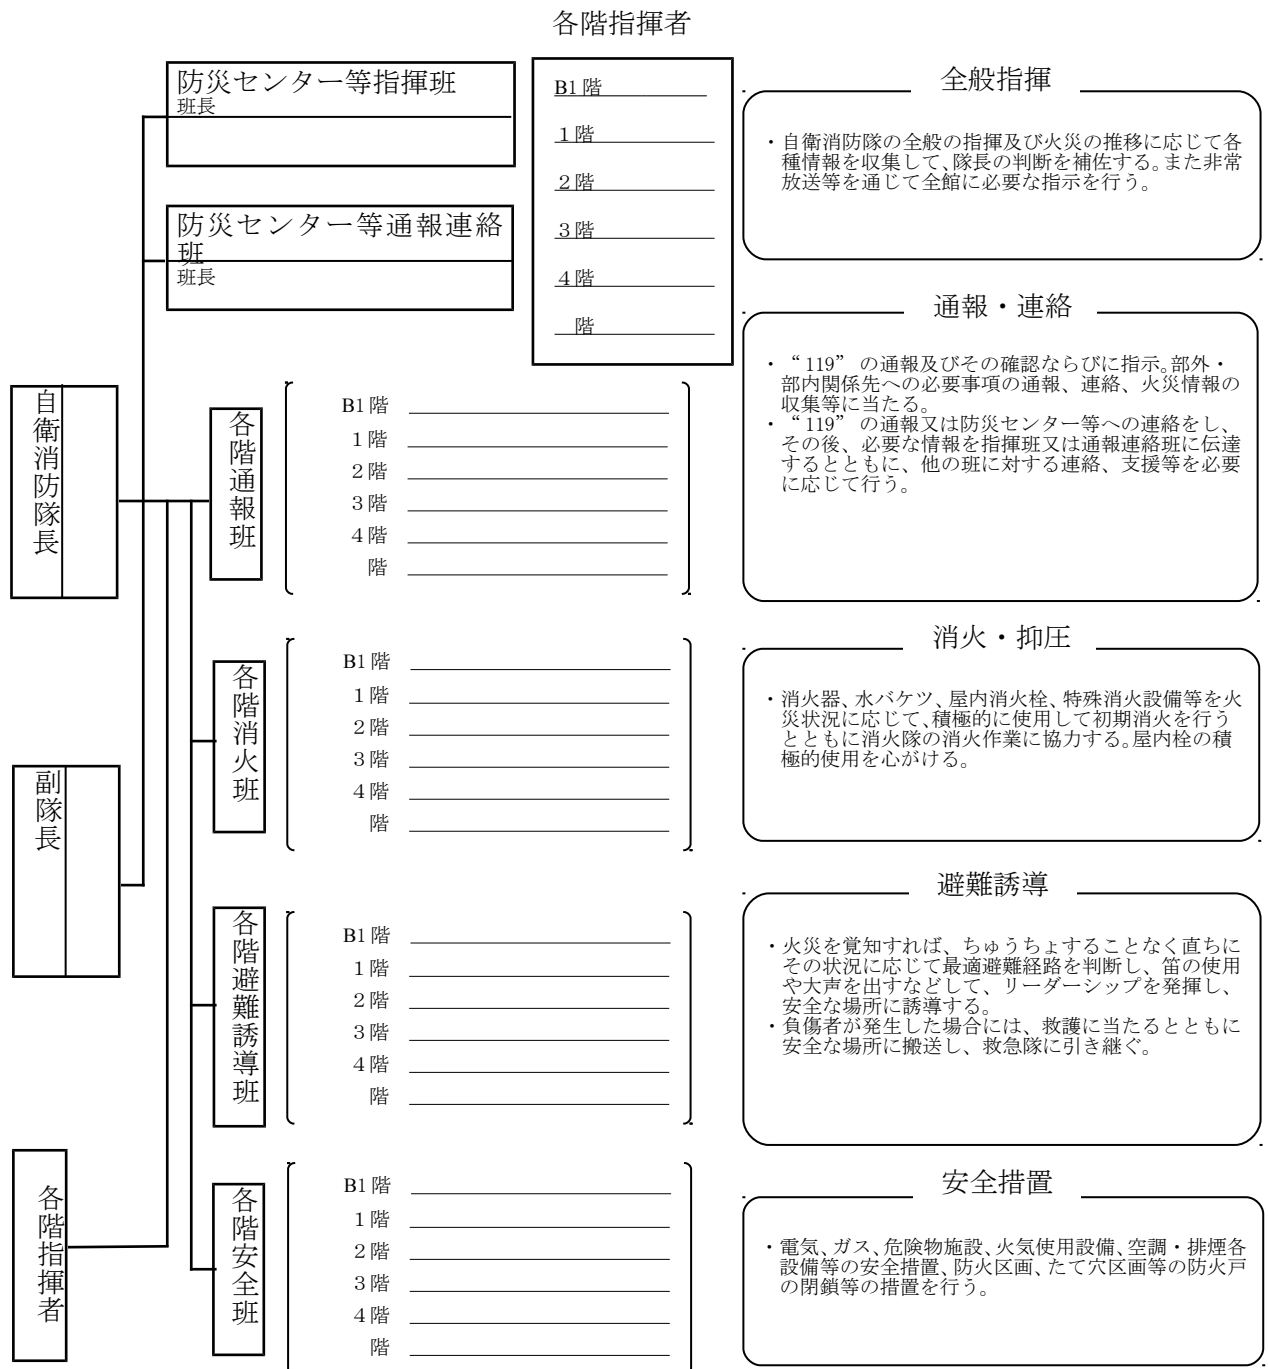 各階指揮者
防災センター等指揮班
班長
防災センター等通報連絡
班
班長
B1階
1階
2階
3階
4階
階
全般指揮
・自衛消防隊の全般の指揮及び火災の推移に応じて各
種情報を収集して、隊長の判断を補佐する。また非常
放送等を通じて全館に必要な指示を行う。
通報・連絡
・“119”の通報及びその確認ならびに指示。部外・
部内関係先への必要事項の通報、連絡、火災情報の
収集等に当たる。
・“119”の通報又は防災センター等への連絡をし、
その後、必要な情報を指揮班又は通報連絡班に伝達
するとともに、他の班に対する連絡、支援等を必要
に応じて行う。
自衛消防隊長
各階通報班
B1階
1階
2階
3階
4階
階
各階消火班
B1階
1階
2階
3階
4階
階
消火・抑圧
・消火器、水バケツ、屋内消火栓、特殊消火設備等を火
災状況に応じて、積極的に使用して初期消火を行う
とともに消火隊の消火作業に協力する。屋内栓の積
極的使用を心がける。
副隊長
各階避難誘導班
B1階
1階
2階
3階
4階
階
避難誘導
・火災を覚知すれば、ちゅうちょすることなく直ちに
その状況に応じて最適避難経路を判断し、笛の使用
や大声を出すなどして、リーダーシップを発揮し、
安全な場所に誘導する。
・負傷者が発生した場合には、救護に当たるとともに
安全な場所に搬送し、救急隊に引き継ぐ。
各階指揮者
各階安全班
B1階
1階
2階
3階
4階
階
安全措置
・電気、ガス、危険物施設、火気使用設備、空調・排煙各
設備等の安全措置、防火区画、たて穴区画等の防火戸
の閉鎖等の措置を行う。